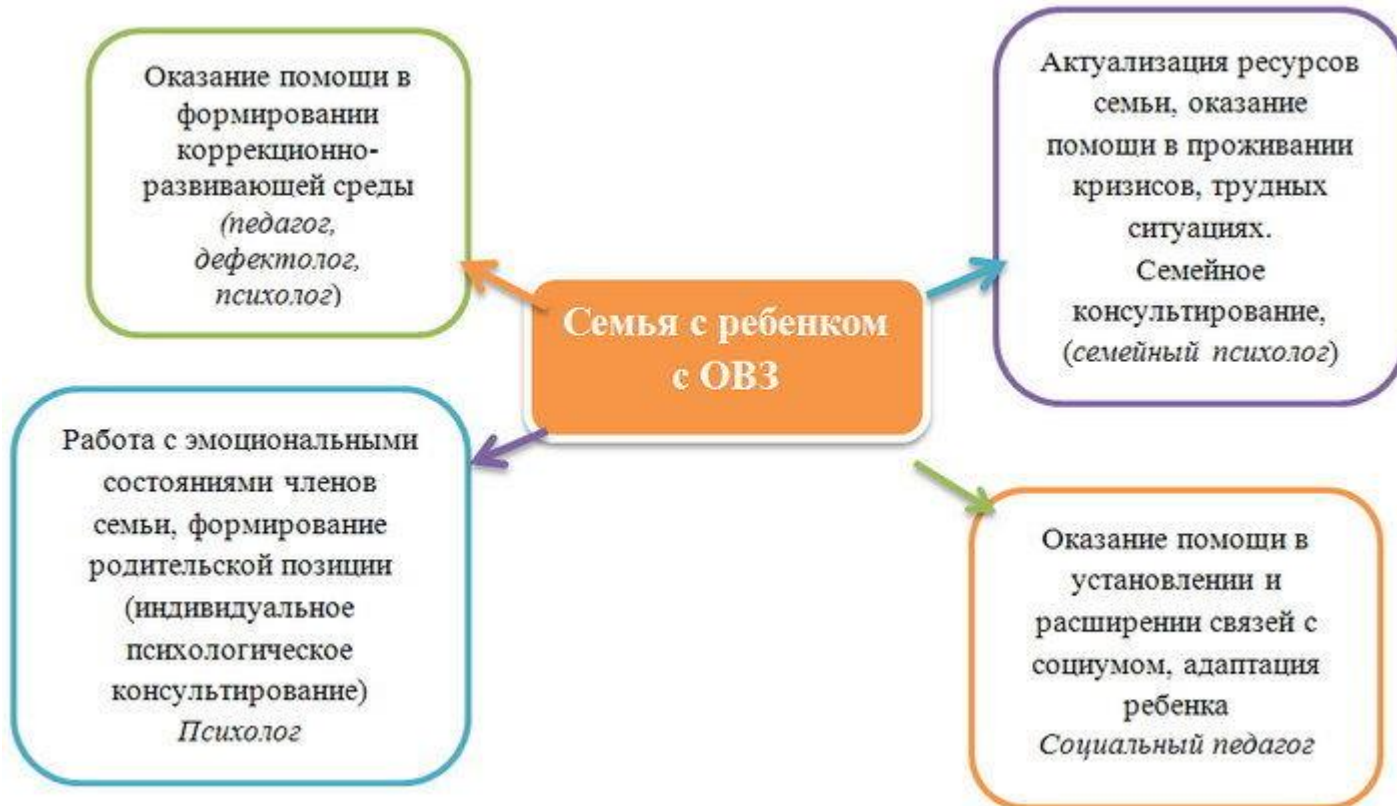 Оказание помощи в
формировании
коррекционно-
развивающей среды
(педагог,
дефектолог,
психолог)
Актуализация ресурсов
семьи, оказание
помощи в проживании
кризисов, трудных
ситуациях.
Семейное
консультирование,
(семейный психолог)
Семья с ребенком
с ОВЗ
Работа с эмоциональными
состояниями членов
семьи, формирование
родительской позиции
(индивидуальное
психологическое
консультирование)
Психолог
Оказание помощи в
установлении и
расширении связей с
социумом, адаптация
ребенка
Социальный педагог